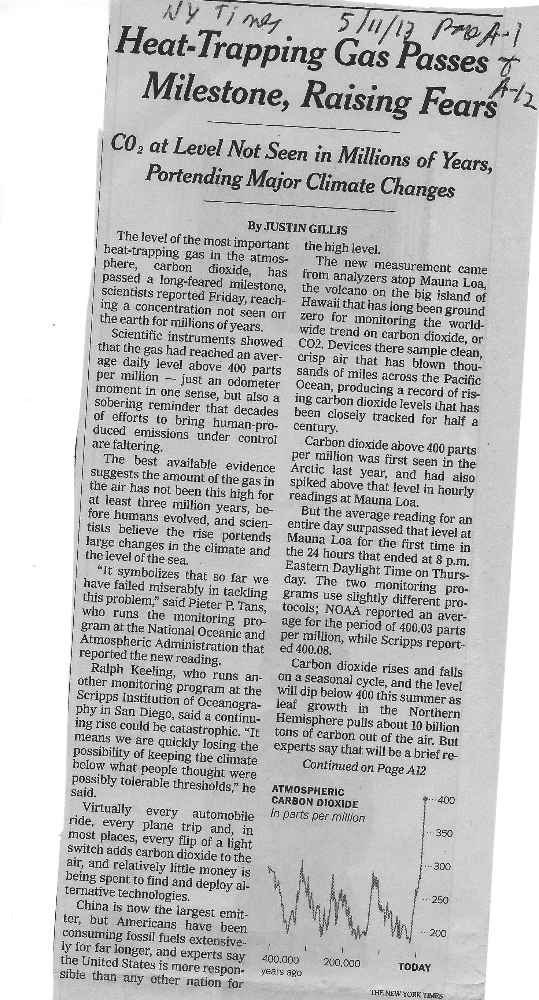 NY Times 5/11/13 Page A-1
&
A-12
Heat-Trapping Gas Passes
Milestone, Raising Fears
CO₂ at Level Not Seen in Millions of Years,
Portending Major Climate Changes
By JUSTIN GILLIS
The level of the most important
heat-trapping gas in the atmos-
phere, carbon dioxide, has
passed a long-feared milestone,
scientists reported Friday, reach-
ing a concentration not seen on
the earth for millions of years.
Scientific instruments showed
that the gas had reached an aver-
age daily level above 400 parts
per million — just an odometer
moment in one sense, but also a
sobering reminder that decades
of efforts to bring human-pro-
duced emissions under control
are faltering.
The best available evidence
suggests the amount of the gas in
the air has not been this high for
at least three million years, be-
fore humans evolved, and scien-
tists believe the rise portends
large changes in the climate and
the level of the sea.
“It symbolizes that so far we
have failed miserably in tackling
this problem,” said Pieter P. Tans,
who runs the monitoring pro-
gram at the National Oceanic and
Atmospheric Administration that
reported the new reading.
Ralph Keeling, who runs an-
other monitoring program at the
Scripps Institution of Oceanogra-
phy in San Diego, said a continu-
ing rise could be catastrophic. “It
means we are quickly losing the
possibility of keeping the climate
below what people thought were
possibly tolerable thresholds,” he
said.
Virtually every automobile
ride, every plane trip and, in
most places, every flip of a light
switch adds carbon dioxide to the
air, and relatively little money is
being spent to find and deploy al-
ternative technologies.
China is now the largest emit-
ter, but Americans have been
consuming fossil fuels extensive-
ly for far longer, and experts say
the United States is more respon-
sible than any other nation for
the high level.
The new measurement came
from analyzers atop Mauna Loa,
the volcano on the big island of
Hawaii that has long been ground
zero for monitoring the world-
wide trend on carbon dioxide, or
CO2. Devices there sample clean,
crisp air that has blown thou-
sands of miles across the Pacific
Ocean, producing a record of ris-
ing carbon dioxide levels that has
been closely tracked for half a
century.
Carbon dioxide above 400 parts
per million was first seen in the
Arctic last year, and had also
spiked above that level in hourly
readings at Mauna Loa.
But the average reading for an
entire day surpassed that level at
Mauna Loa for the first time in
the 24 hours that ended at 8 p.m.
Eastern Daylight Time on Thurs-
day. The two monitoring pro-
grams use slightly different pro-
tocols; NOAA reported an aver-
age for the period of 400.03 parts
per million, while Scripps report-
ed 400.08.
Carbon dioxide rises and falls
on a seasonal cycle, and the level
will dip below 400 this summer as
leaf growth in the Northern
Hemisphere pulls about 10 billion
tons of carbon out of the air. But
experts say that will be a brief re-
Continued on Page A12
ATMOSPHERIC
CARBON DIOXIDE
In parts per million
400
350
300
250
200
400,000
years ago
200,000
TODAY
THE NEW YORK TIMES